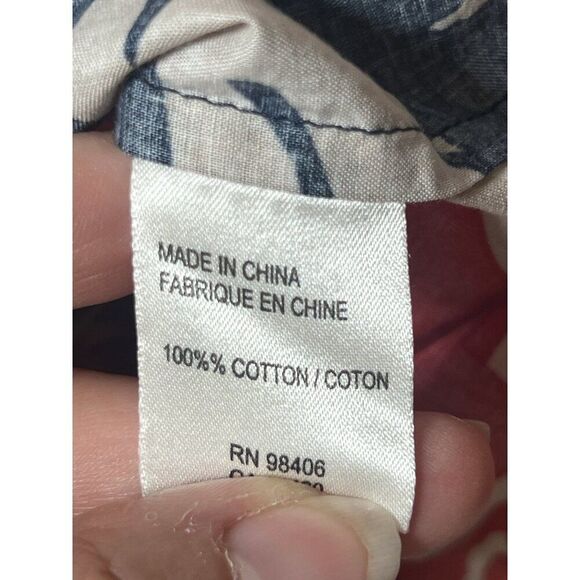 MADE IN CHINA
FABRIQUE EN CHINE
100%% COTTON / COTON
RN 98406